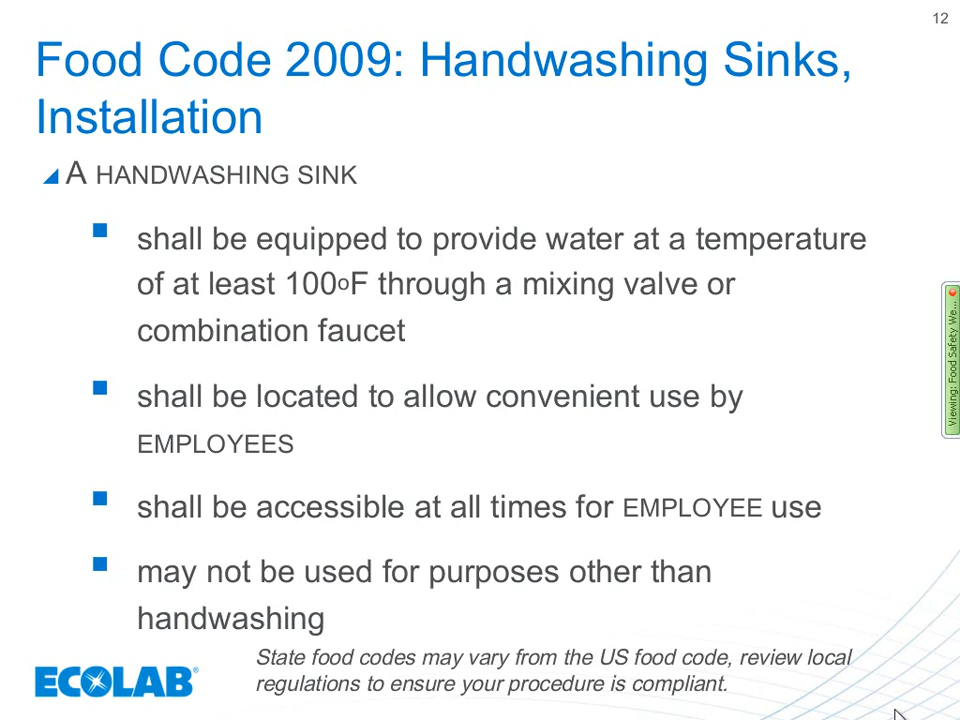 12
Food Code 2009: Handwashing Sinks,
Installation
A HANDWASHING SINK
shall be equipped to provide water at a temperature
of at least 100oF through a mixing valve or
combination faucet
shall be located to allow convenient use by
EMPLOYEES
shall be accessible at all times for EMPLOYEE use
may not be used for purposes other than
handwashing
State food codes may vary from the US food code, review local
regulations to ensure your procedure is compliant.
ECOLAB®
Viewing: Food Safety We...